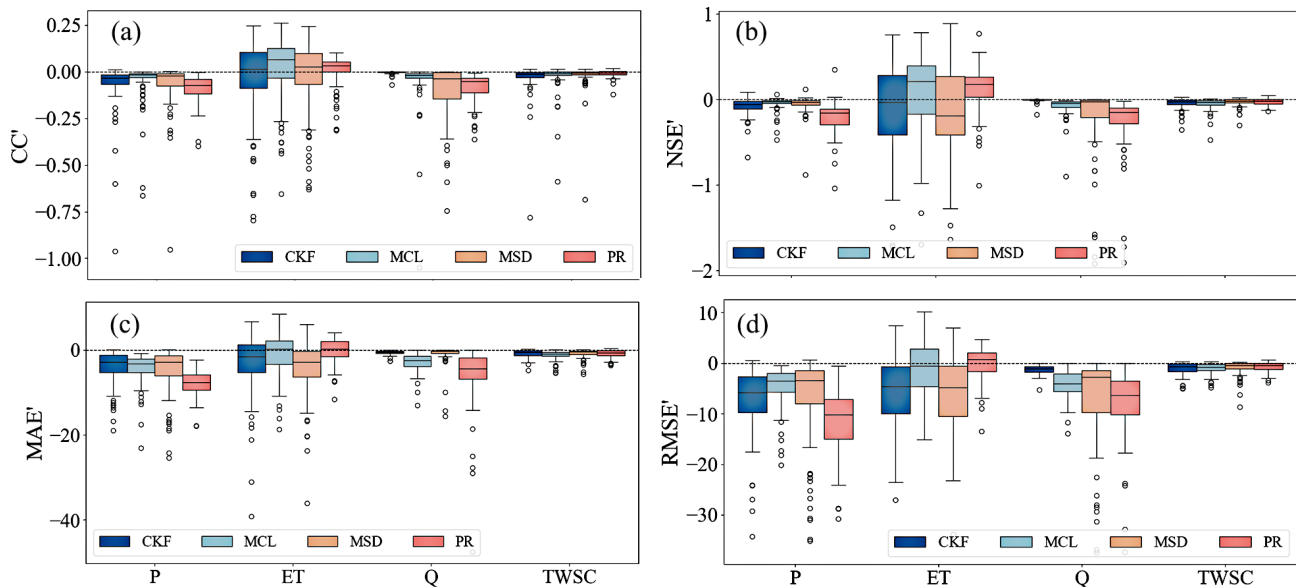 (a)
CC'
0.25
0.00
−0.25
−0.50
−0.75
−1.00
CKF MCL MSD PR
(b)
NSE'
1
0
−1
−2
CKF MCL MSD PR
(c)
MAE'
0
−20
−40
CKF MCL MSD PR
P ET Q TWSC
(d)
RMSE'
10
0
−10
−20
−30
CKF MCL MSD PR
P ET Q TWSC